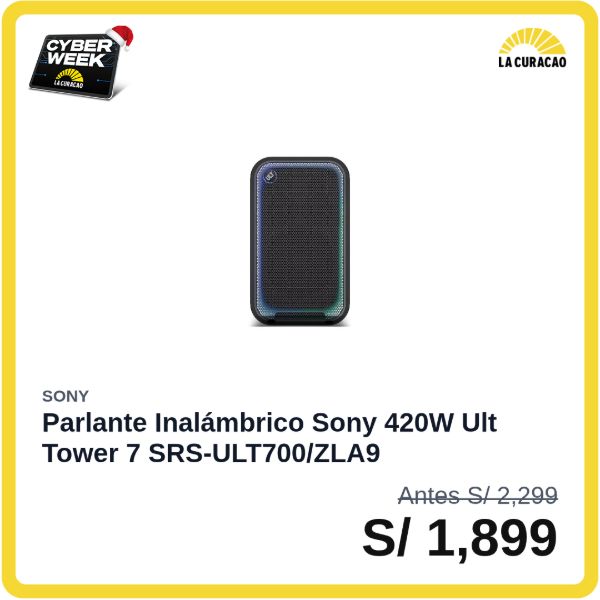 CYBER
WEEK
LA CURACAO
LA CURACAO
ULT
SONY
Parlante Inalámbrico Sony 420W Ult
Tower 7 SRS-ULT700/ZLA9
Antes S/ 2,299
S/ 1,899